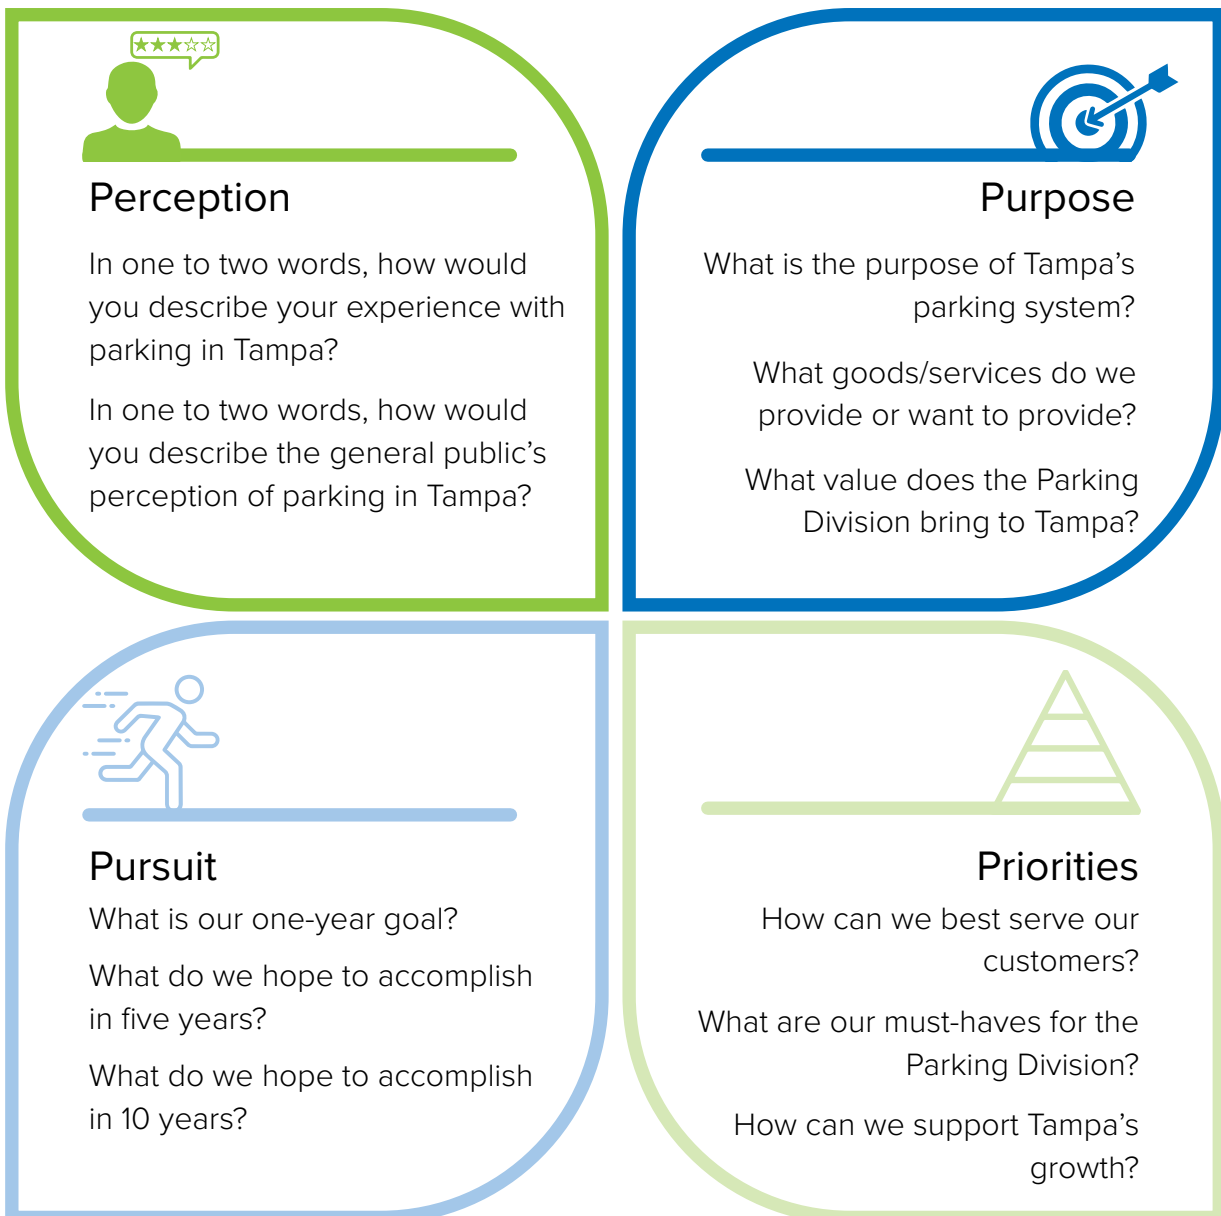 Perception
In one to two words, how would
you describe your experience with
parking in Tampa?
In one to two words, how would
you describe the general public’s
perception of parking in Tampa?
Purpose
What is the purpose of Tampa’s
parking system?
What goods/services do we
provide or want to provide?
What value does the Parking
Division bring to Tampa?
Pursuit
What is our one-year goal?
What do we hope to accomplish
in five years?
What do we hope to accomplish
in 10 years?
Priorities
How can we best serve our
customers?
What are our must-haves for the
Parking Division?
How can we support Tampa’s
growth?